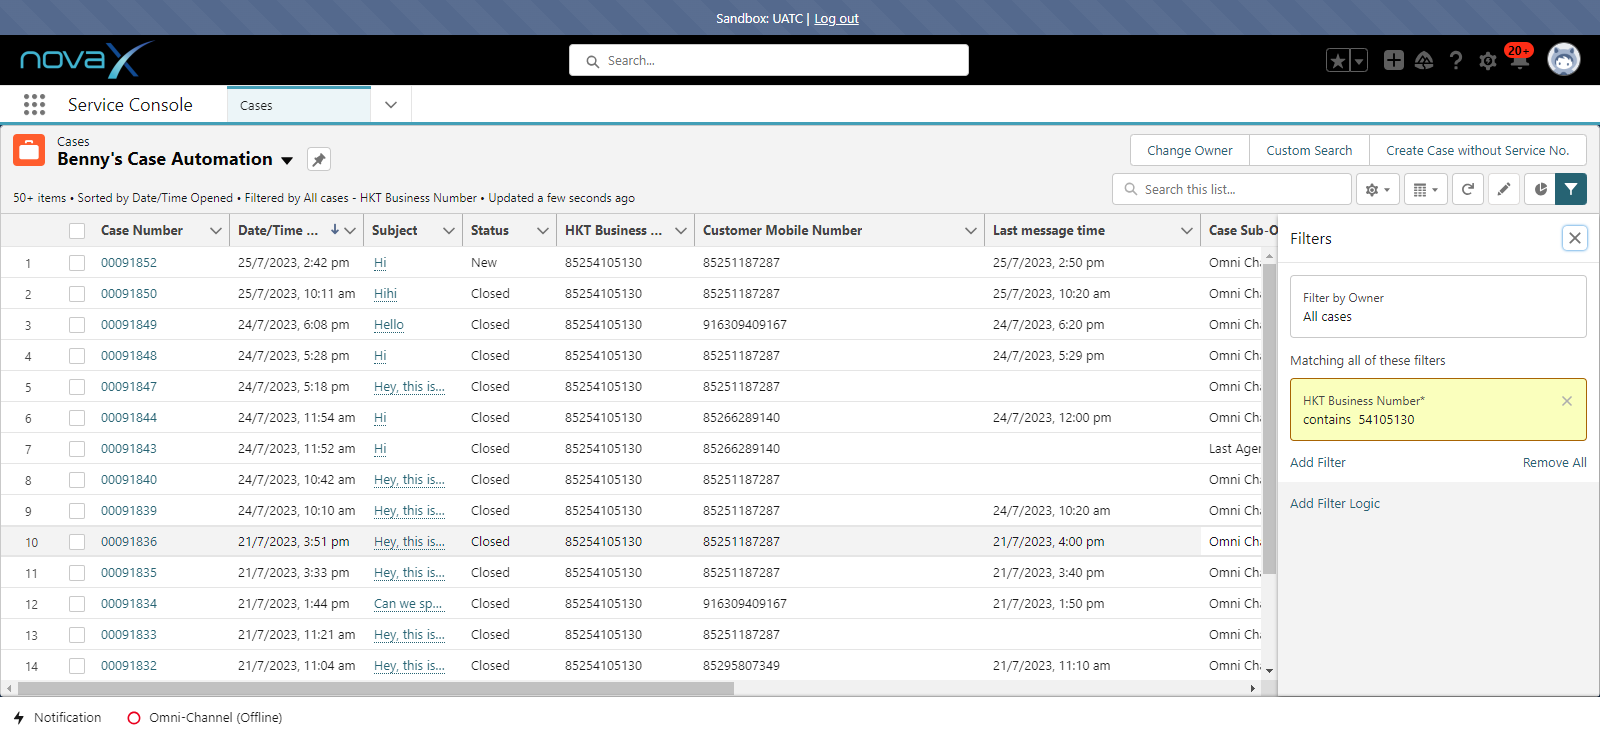 Sandbox: UATC | Log out
novaX
Search...
20+
Service Console
Cases
Cases
Benny's Case Automation
Change Owner
Custom Search
Create Case without Service No.
50+ items • Sorted by Date/Time Opened • Filtered by All cases - HKT Business Number • Updated a few seconds ago
Search this list...
Case Number Date/Time ... Subject Status HKT Business ... Customer Mobile Number Last message time Case Sub-O
1 00091852 25/7/2023, 2:42 pm Hi New 85254105130 85251187287 25/7/2023, 2:50 pm Omni Cha
2 00091850 25/7/2023, 10:11 am Hihi Closed 85254105130 85251187287 25/7/2023, 10:20 am Omni Cha
3 00091849 24/7/2023, 6:08 pm Hello Closed 85254105130 916309409167 24/7/2023, 6:20 pm Omni Cha
4 00091848 24/7/2023, 5:28 pm Hi Closed 85254105130 85251187287 24/7/2023, 5:29 pm Omni Cha
5 00091847 24/7/2023, 5:18 pm Hey, this is... Closed 85254105130 85251187287 Omni Cha
6 00091844 24/7/2023, 11:54 am Hi Closed 85254105130 85266289140 24/7/2023, 12:00 pm Omni Cha
7 00091843 24/7/2023, 11:52 am Hi Closed 85254105130 85266289140 Last Agen
8 00091840 24/7/2023, 10:42 am Hey, this is... Closed 85254105130 85251187287 Omni Cha
9 00091839 24/7/2023, 10:10 am Hey, this is... Closed 85254105130 85251187287 24/7/2023, 10:20 am Omni Cha
10 00091836 21/7/2023, 3:51 pm Hey, this is... Closed 85254105130 85251187287 21/7/2023, 4:00 pm Omni Cha
11 00091835 21/7/2023, 3:33 pm Hey, this is... Closed 85254105130 85251187287 21/7/2023, 3:40 pm Omni Cha
12 00091834 21/7/2023, 1:44 pm Can we sp... Closed 85254105130 916309409167 21/7/2023, 1:50 pm Omni Cha
13 00091833 21/7/2023, 11:21 am Hey, this is... Closed 85254105130 85251187287 Omni Cha
14 00091832 21/7/2023, 11:04 am Hey, this is... Closed 85254105130 85295807349 21/7/2023, 11:10 am Omni Cha
Filters
Filter by Owner
All cases
Matching all of these filters
HKT Business Number*
contains 54105130
Add Filter
Remove All
Add Filter Logic
Notification
Omni-Channel (Offline)